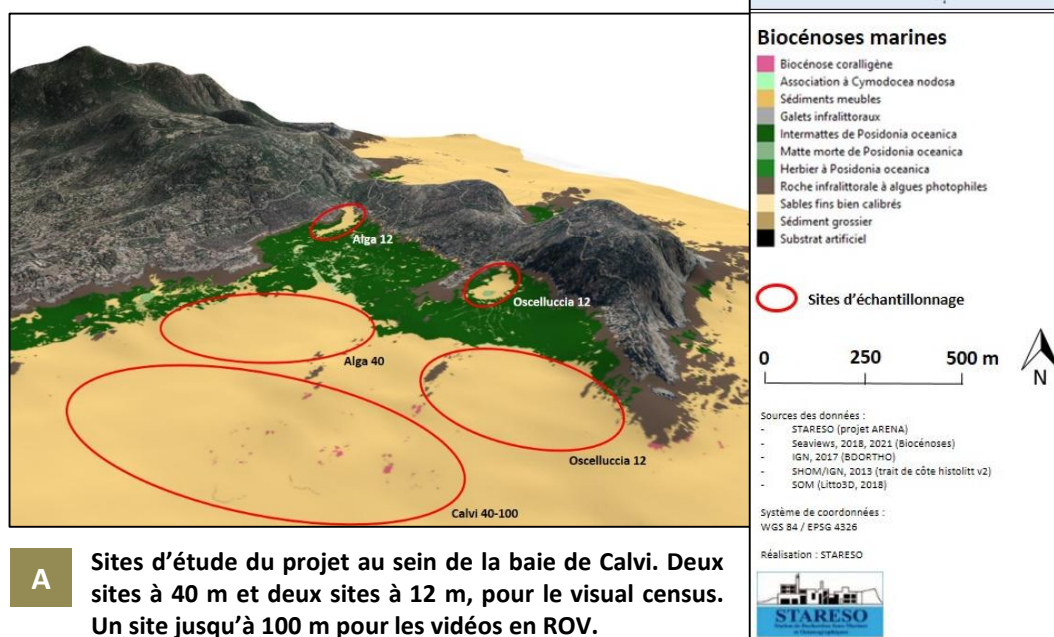 Alga 12
Oscelluccia 12
Alga 40
Oscelluccia 12
Calvi 40-100
A
Sites d'étude du projet au sein de la baie de Calvi. Deux
sites à 40 m et deux sites à 12 m, pour le visual census.
Un site jusqu'à 100 m pour les vidéos en ROV.
Biocénoses marines
Biocénose coralligène
Association à Cymodocea nodosa
Sédiments meubles
Galets infralittoraux
Intermattes de Posidonia oceanica
Matte morte de Posidonia oceanica
Herbier à Posidonia oceanica
Roche infralittorale à algues photophiles
Sables fins bien calibrés
Sédiment grossier
Substrat artificiel
Sites d'échantillonnage
0 250 500 m
N
Sources des données :
- STARESO (projet ARENA)
- Seaviews, 2018, 2021 (Biocénoses)
- IGN, 2017 (BDORTHO)
- SHOM/IGN, 2013 (trait de côte histolitt v2)
- SOM (Litto3D, 2018)
Système de coordonnées :
WGS 84 / EPSG 4326
Réalisation : STARESO
STARESO